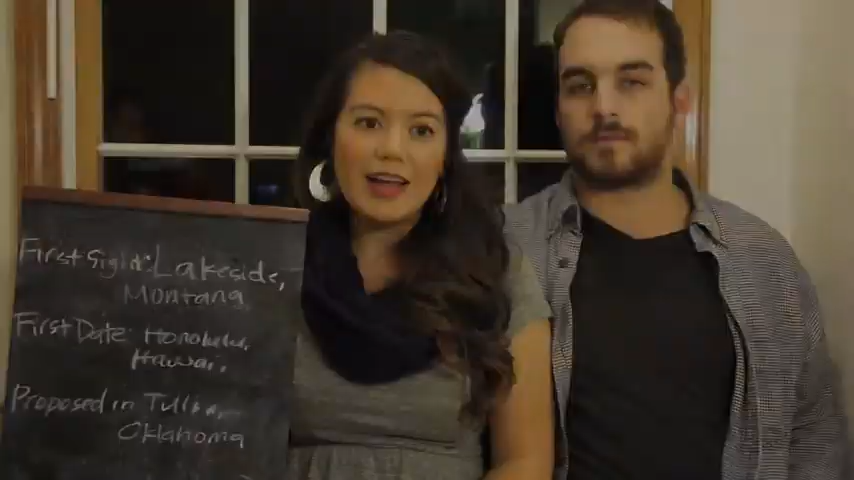 First Sight: Lakeside,
Montana
First Date: Honolulu,
Hawaii,
Proposed in Tulsa,
Oklahoma